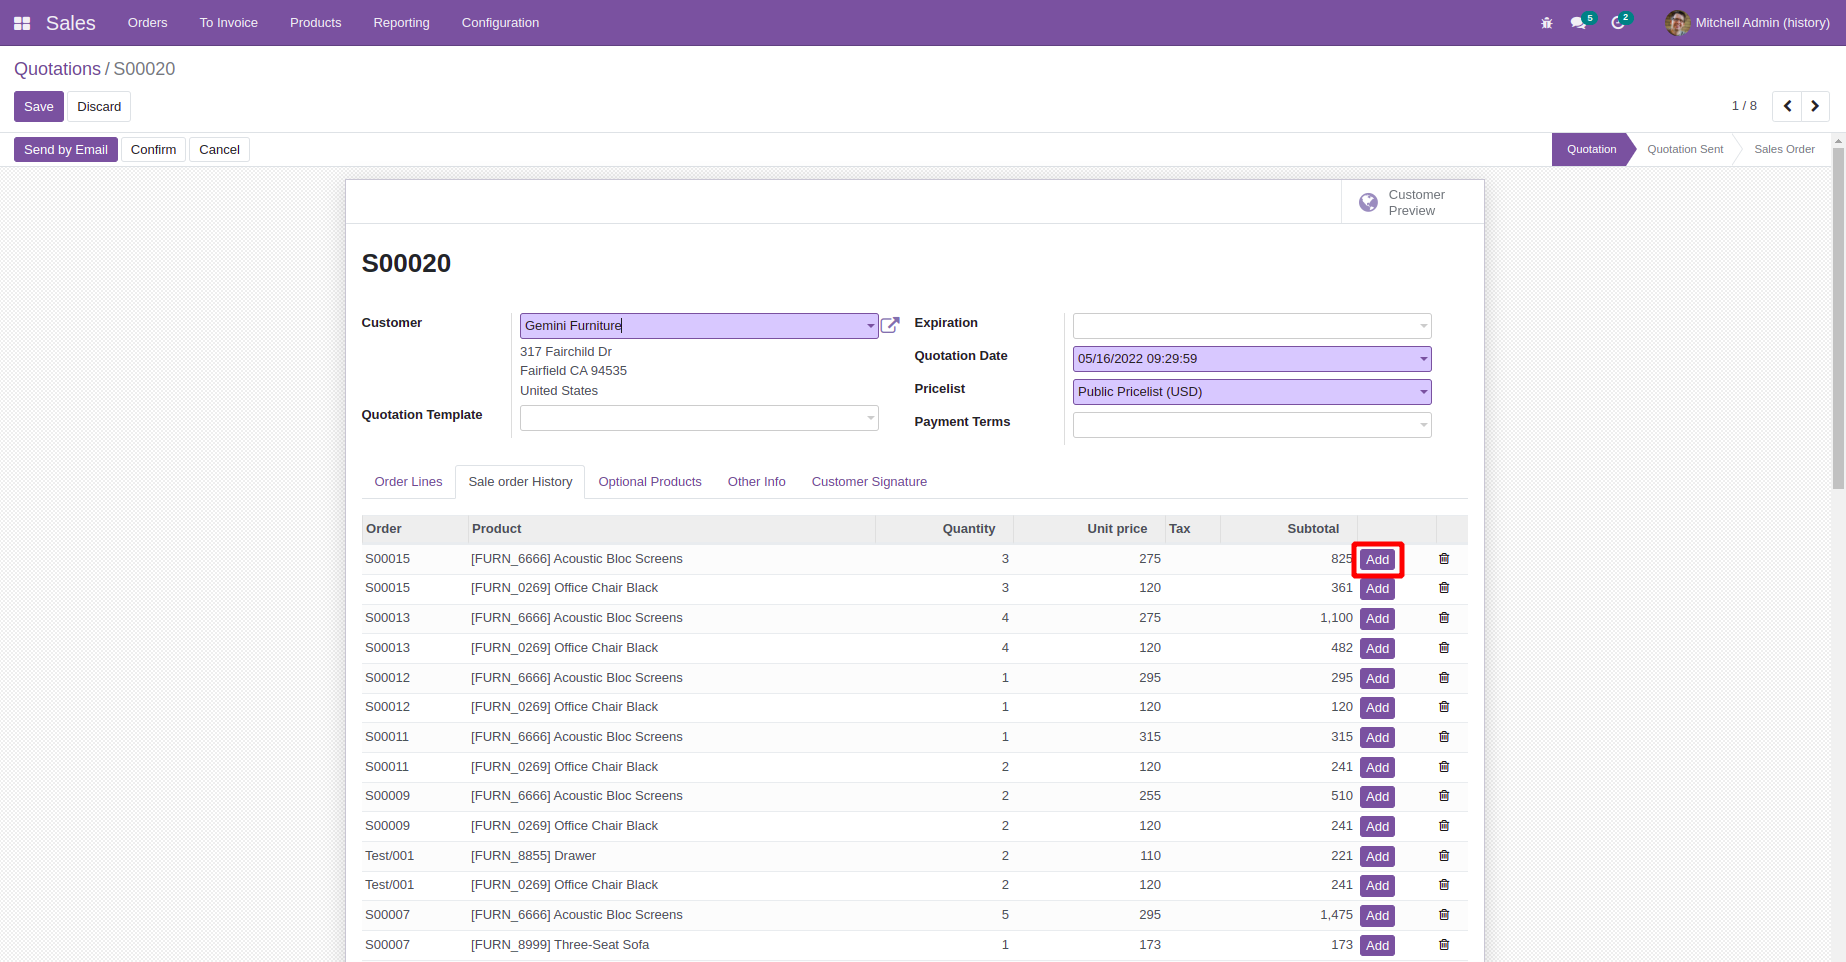 Sales Orders To Invoice Products Reporting Configuration 5 2 Mitchell Admin (history)
Quotations / S00020
Save Discard 1 / 8
Send by Email Confirm Cancel Quotation Quotation Sent Sales Order
Customer
Preview
S00020
Customer Gemini Furniture Expiration
317 Fairchild Dr
Quotation Date 05/16/2022 09:29:59
Fairfield CA 94535
United States
Pricelist Public Pricelist (USD)
Quotation Template Payment Terms
Order Lines Sale order History Optional Products Other Info Customer Signature
Order Product Quantity Unit price Tax Subtotal
S00015 [FURN_6666] Acoustic Bloc Screens 3 275 825 Add
S00015 [FURN_0269] Office Chair Black 3 120 361 Add
S00013 [FURN_6666] Acoustic Bloc Screens 4 275 1,100 Add
S00013 [FURN_0269] Office Chair Black 4 120 482 Add
S00012 [FURN_6666] Acoustic Bloc Screens 1 295 295 Add
S00012 [FURN_0269] Office Chair Black 1 120 120 Add
S00011 [FURN_6666] Acoustic Bloc Screens 1 315 315 Add
S00011 [FURN_0269] Office Chair Black 2 120 241 Add
S00009 [FURN_6666] Acoustic Bloc Screens 2 255 510 Add
S00009 [FURN_0269] Office Chair Black 2 120 241 Add
Test/001 [FURN_8855] Drawer 2 110 221 Add
Test/001 [FURN_0269] Office Chair Black 2 120 241 Add
S00007 [FURN_6666] Acoustic Bloc Screens 5 295 1,475 Add
S00007 [FURN_8999] Three-Seat Sofa 1 173 173 Add